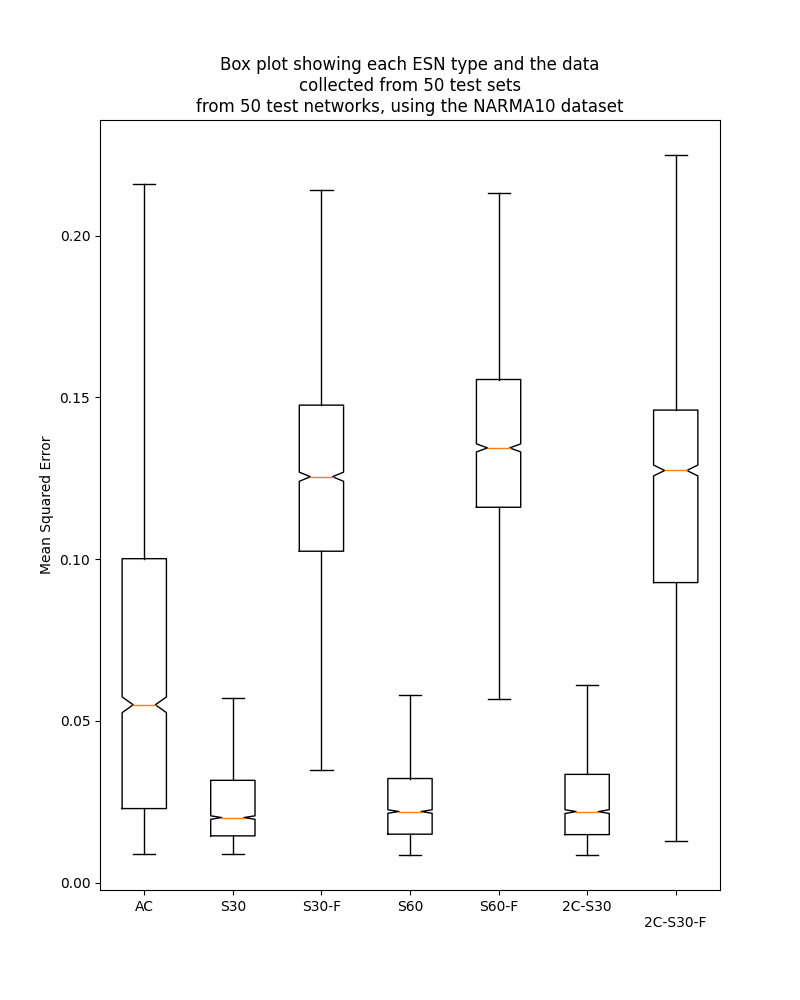 Box plot showing each ESN type and the data
collected from 50 test sets
from 50 test networks, using the NARMA10 dataset
Mean Squared Error
0.20
0.15
0.10
0.05
0.00
AC S30 S30-F S60 S60-F 2C-S30
2C-S30-F